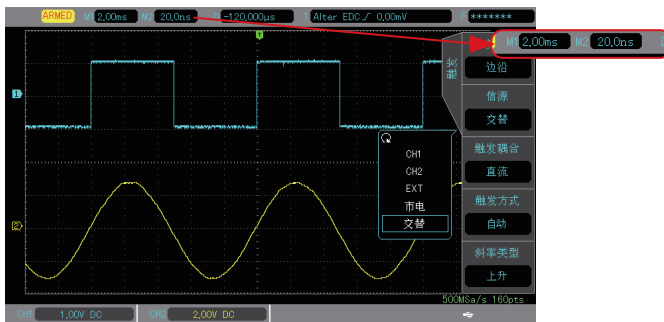 ARMED M1 2.00ms M2 20.0ns D -120.000μs T Alter EDC 0.00mV F *******
M1 2.00ms M2 20.0ns D
T
触发
边沿
1
信源
交替
触发耦合
CH1
直流
CH2
EXT
触发方式
市电
2
交替
自动
斜率类型
上升
500MSa/s 160pts
CH1 1.00V DC CH2 2.00V DC